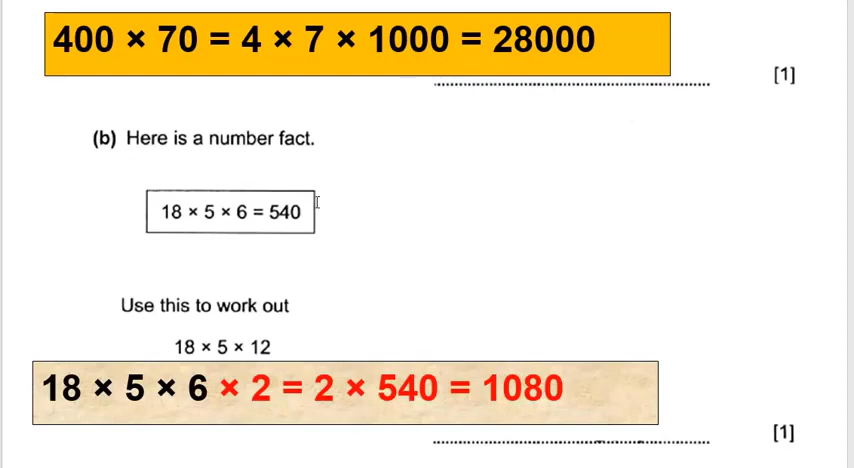 400 × 70 = 4 × 7 × 1000 = 28000
[1]
(b) Here is a number fact.
18 × 5 × 6 = 540
Use this to work out
18 × 5 × 12
18 × 5 × 6 × 2 = 2 × 540 = 1080
[1]